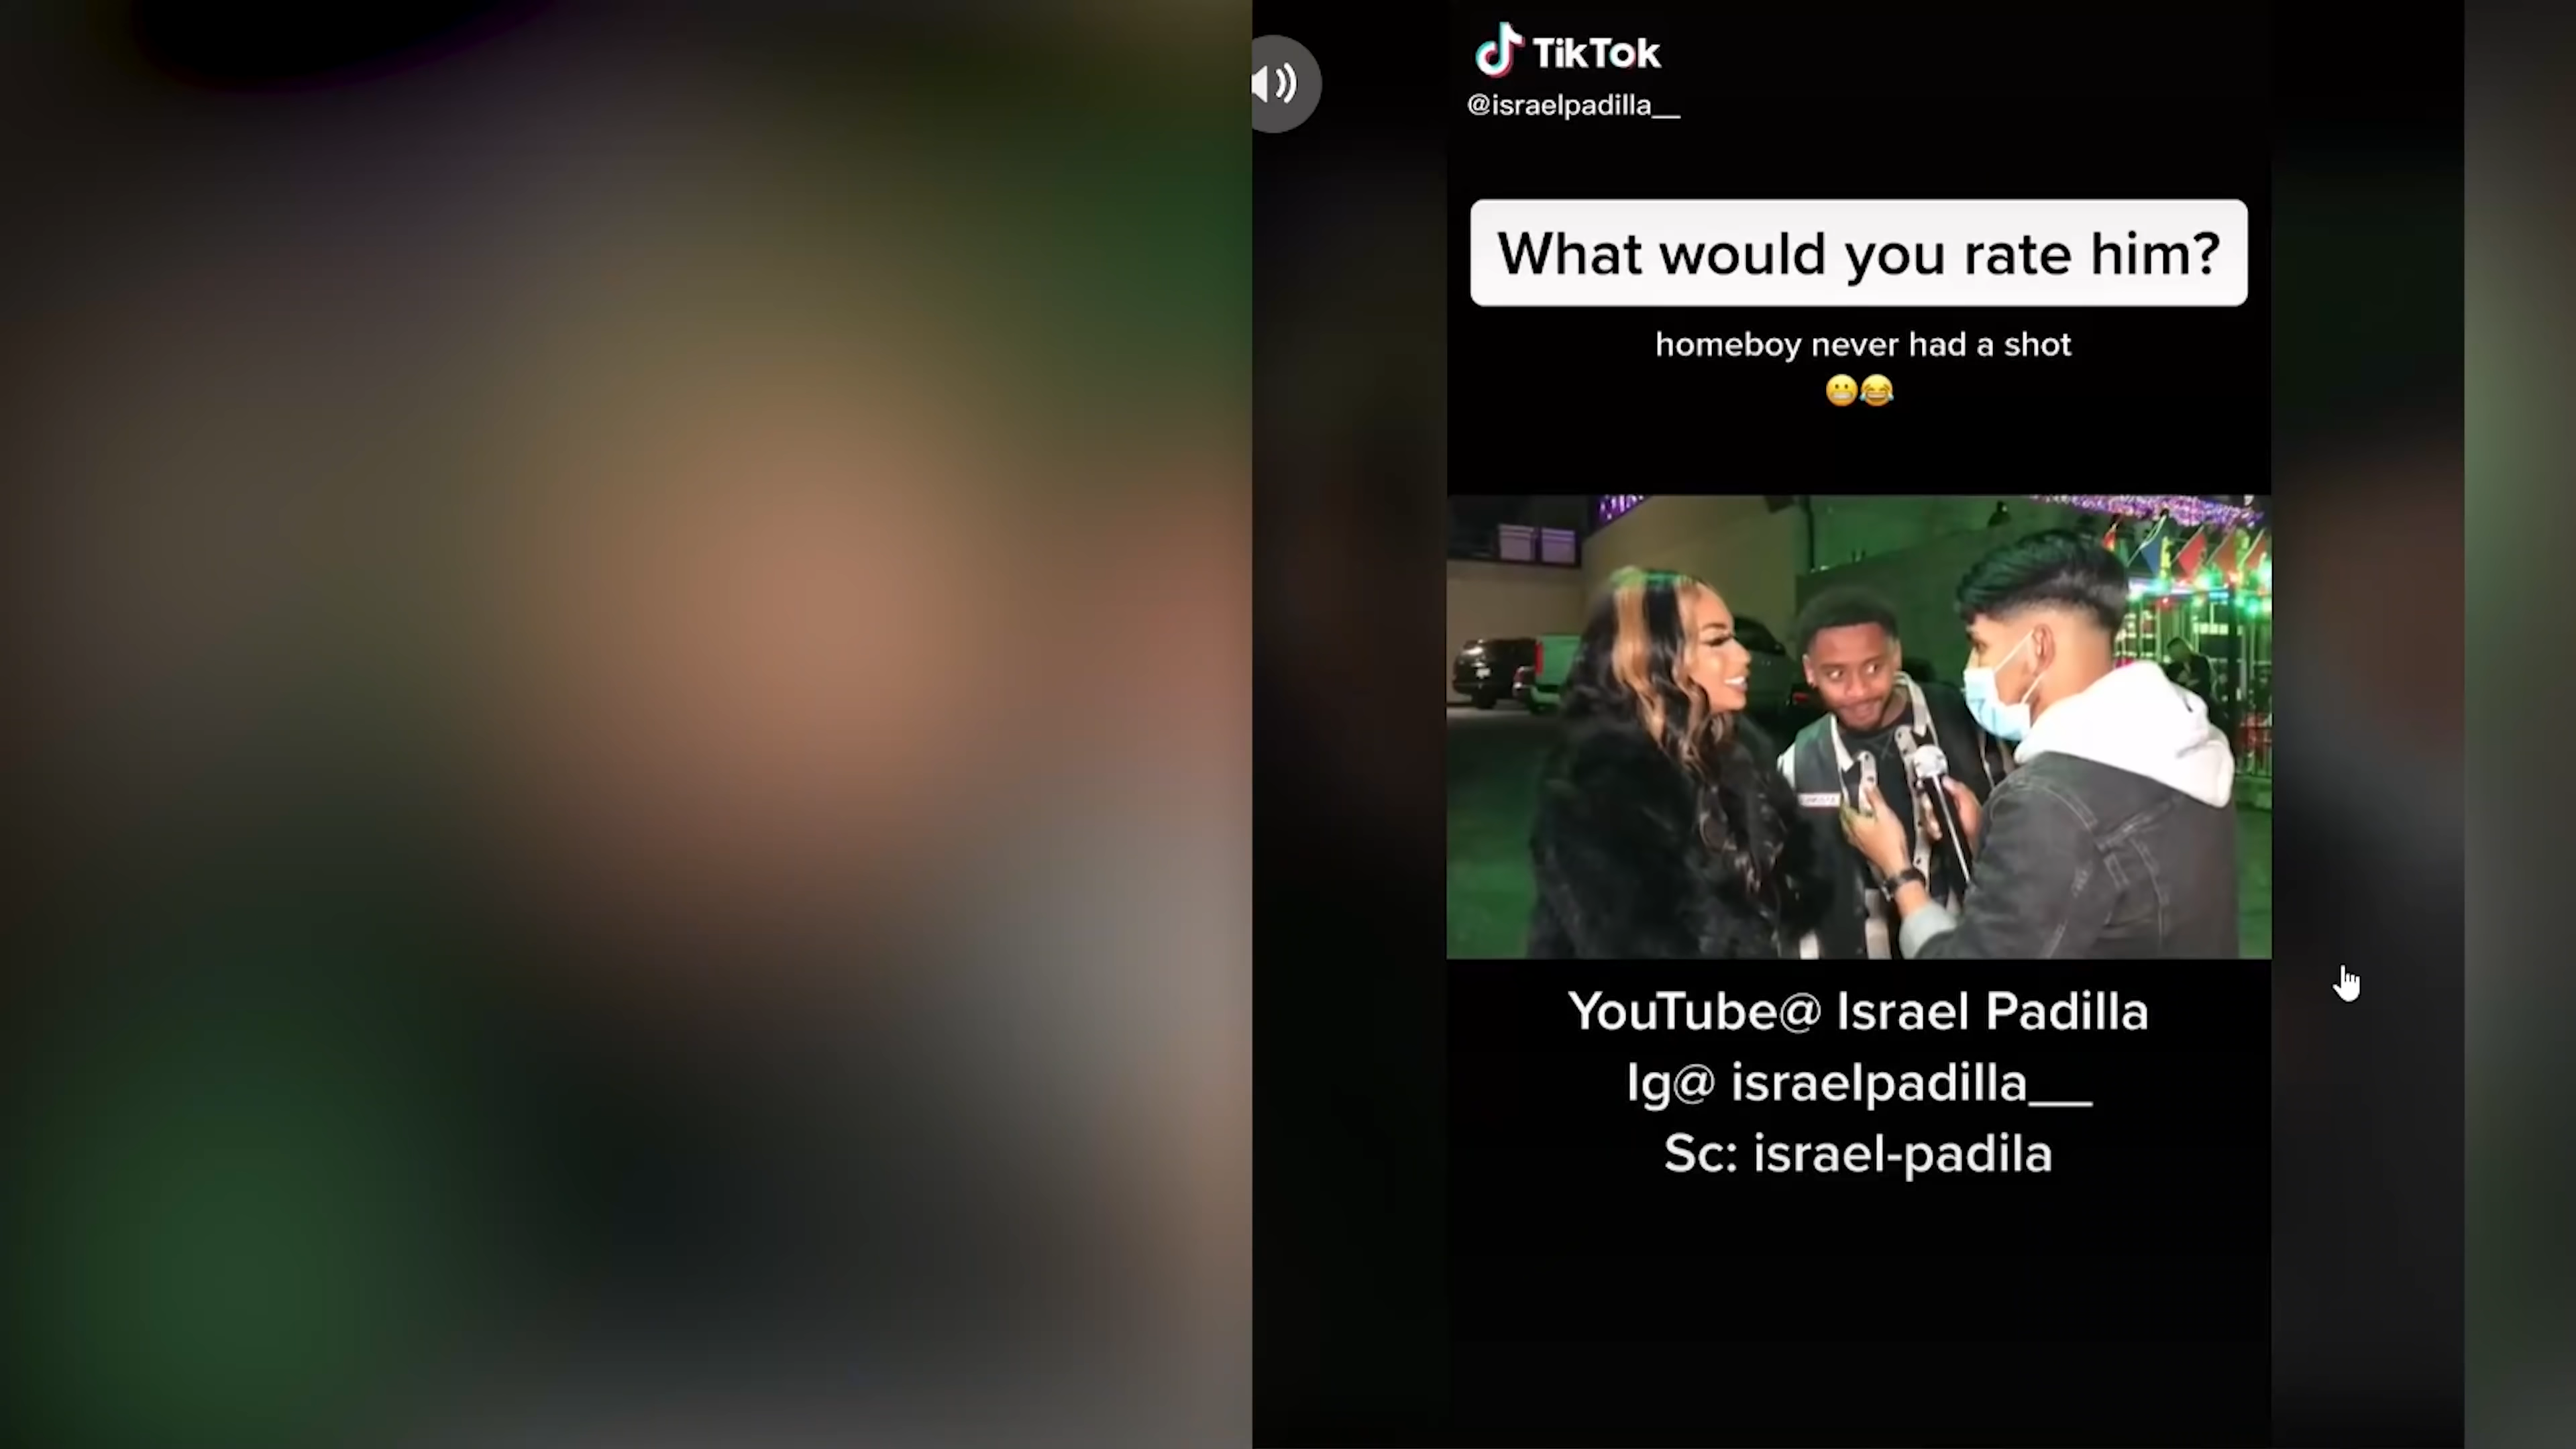 TikTok
@israelpadilla__
What would you rate him?
homeboy never had a shot
😬😂
YouTube@ Israel Padilla
Ig@ israelpadilla__
Sc: israel-padila